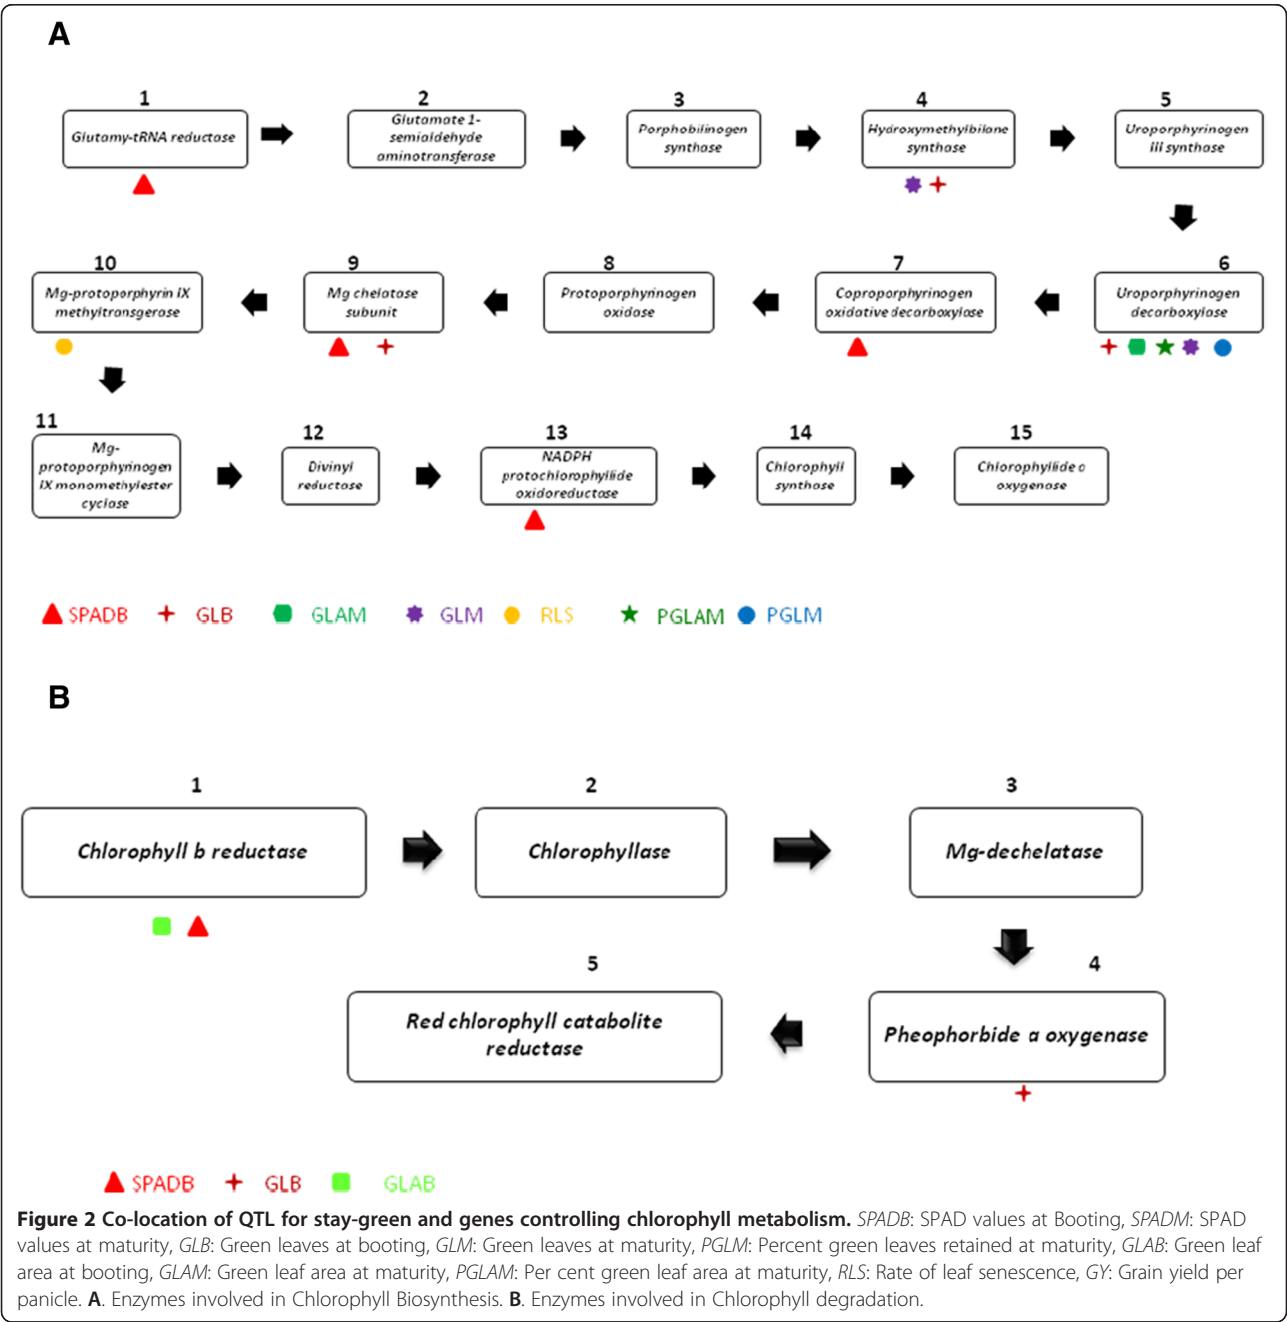 A
1 2 3 4 5
Glutamy-tRNA reductase
Glutamate 1-
semialdehyde
aminotransferase
Porphobilinogen
synthase
Hydroxymethylbilane
synthase
Uroporphyrinogen
iii synthase
10 9 8 7 6
Mg-protoporphyrin IX
methyltransgerase
Mg chelatase
subunit
Protoporphyrinogen
oxidase
Coproporphyrinogen
oxidative decarboxylase
Uroporphyrinogen
decarboxylase
11 12 13 14 15
Mg-
protoporphyrinogen
IX monomethylester
cyclase
Divinyl
reductase
NADPH
protochlorophyllide
oxidoreductase
Chlorophyll
synthase
Chlorophyllide a
oxygenase
SPADB GLB GLAM GLM RLS PGLAM PGLM
B
1 2 3
Chlorophyll b reductase
Chlorophyllase
Mg-dechelatase
5 4
Red chlorophyll catabolite
reductase
Pheophorbide a oxygenase
SPADB GLB GLAB
Figure 2 Co-location of QTL for stay-green and genes controlling chlorophyll metabolism. SPADB: SPAD values at Booting, SPADM: SPAD
values at maturity, GLB: Green leaves at booting, GLM: Green leaves at maturity, PGLM: Percent green leaves retained at maturity, GLAB: Green leaf
area at booting, GLAM: Green leaf area at maturity, PGLAM: Per cent green leaf area at maturity, RLS: Rate of leaf senescence, GY: Grain yield per
panicle. A. Enzymes involved in Chlorophyll Biosynthesis. B. Enzymes involved in Chlorophyll degradation.